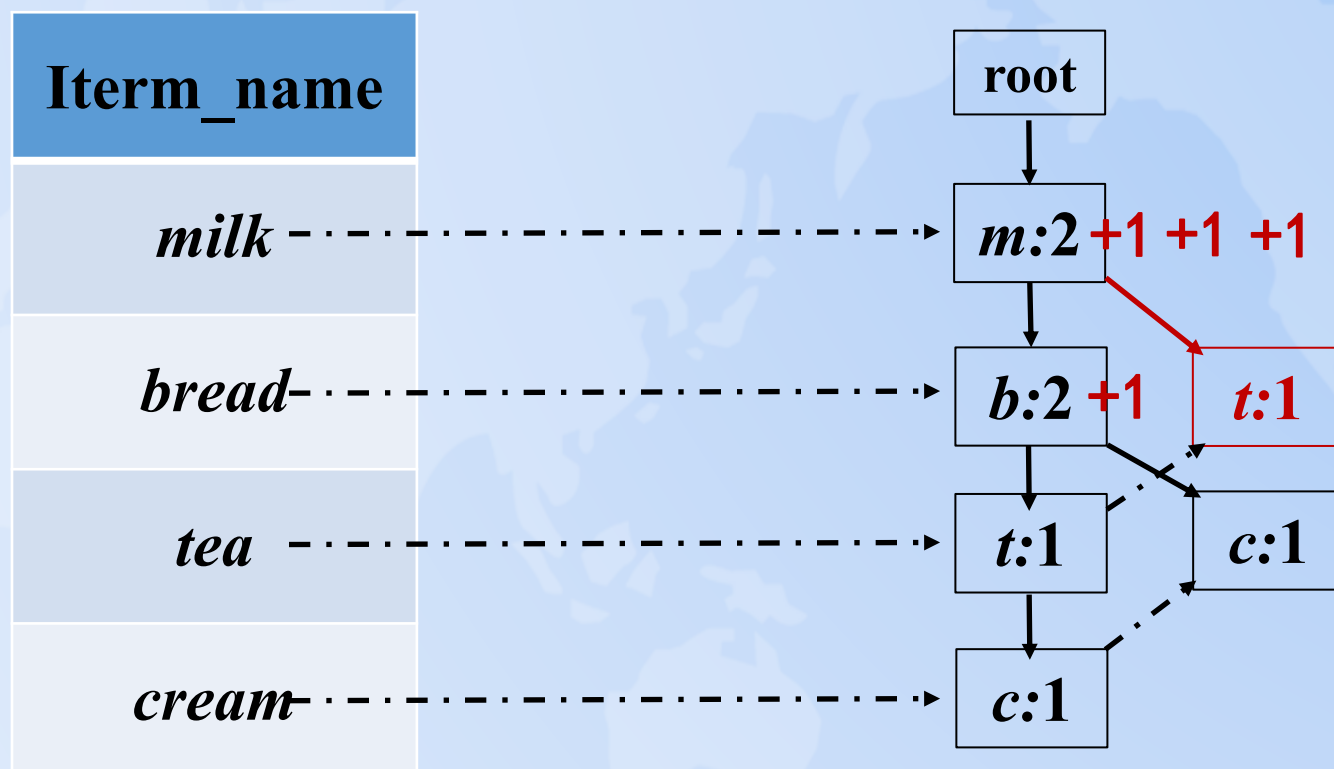 Iterm_name
milk
bread
tea
cream
root
m:2 +1 +1 +1
b:2 +1
t:1
t:1
c:1
c:1